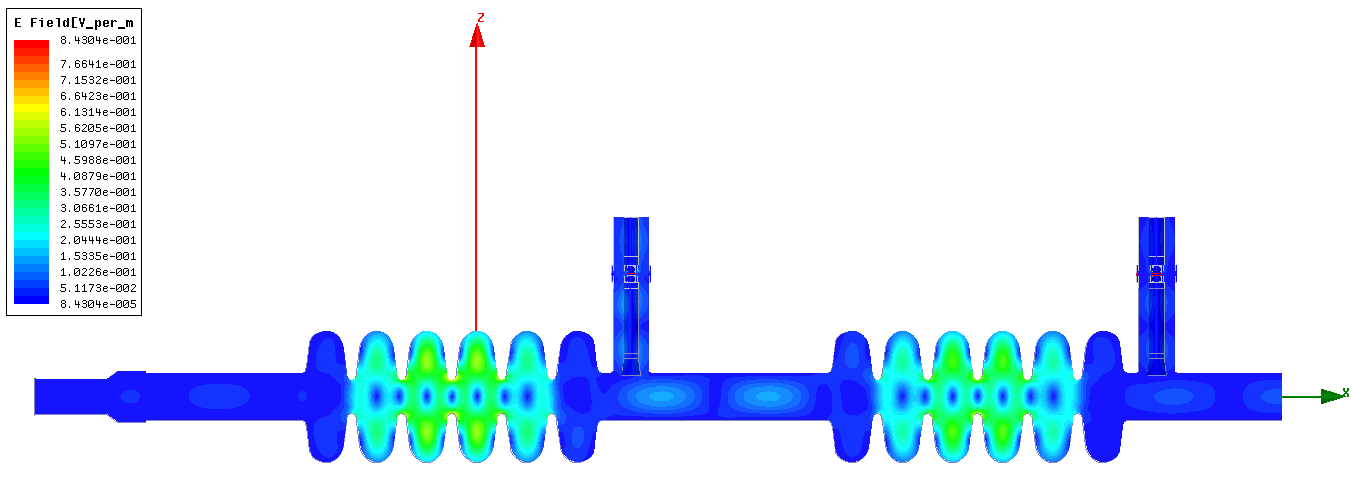 E Field[V_per_m
8.4304e-001
7.6641e-001
7.1532e-001
6.6423e-001
6.1314e-001
5.6205e-001
5.1097e-001
4.5988e-001
4.0879e-001
3.5770e-001
3.0661e-001
2.5553e-001
2.0444e-001
1.5335e-001
1.0226e-001
5.1173e-002
8.4304e-005
Z
X